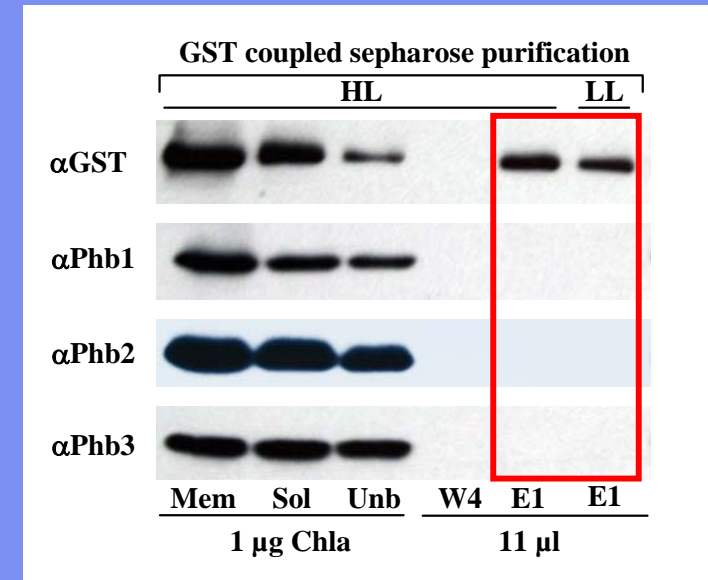 GST coupled sepharose purification
HL LL
αGST
αPhb1
αPhb2
αPhb3
Mem Sol Unb W4 E1 E1
1 µg Chla 11 µl